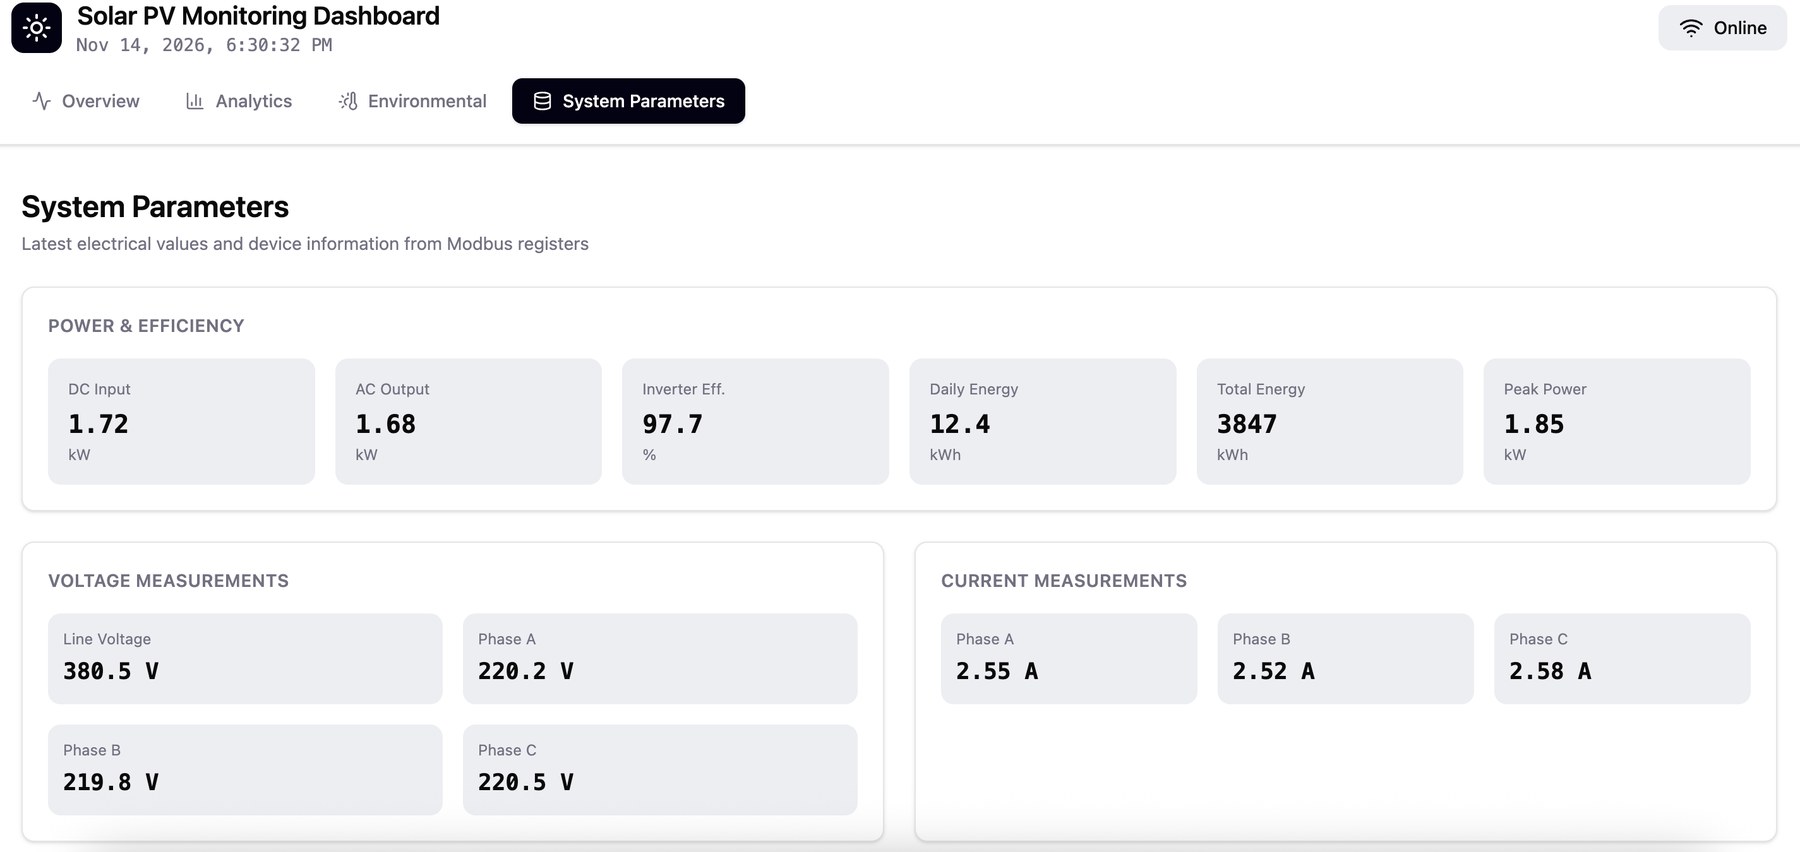 Solar PV Monitoring Dashboard
Nov 14, 2026, 6:30:32 PM
Online
Overview
Analytics
Environmental
System Parameters
System Parameters
Latest electrical values and device information from Modbus registers
POWER & EFFICIENCY
DC Input
1.72
kW
AC Output
1.68
kW
Inverter Eff.
97.7
%
Daily Energy
12.4
kWh
Total Energy
3847
kWh
Peak Power
1.85
kW
VOLTAGE MEASUREMENTS
Line Voltage
380.5 V
Phase A
220.2 V
Phase B
219.8 V
Phase C
220.5 V
CURRENT MEASUREMENTS
Phase A
2.55 A
Phase B
2.52 A
Phase C
2.58 A